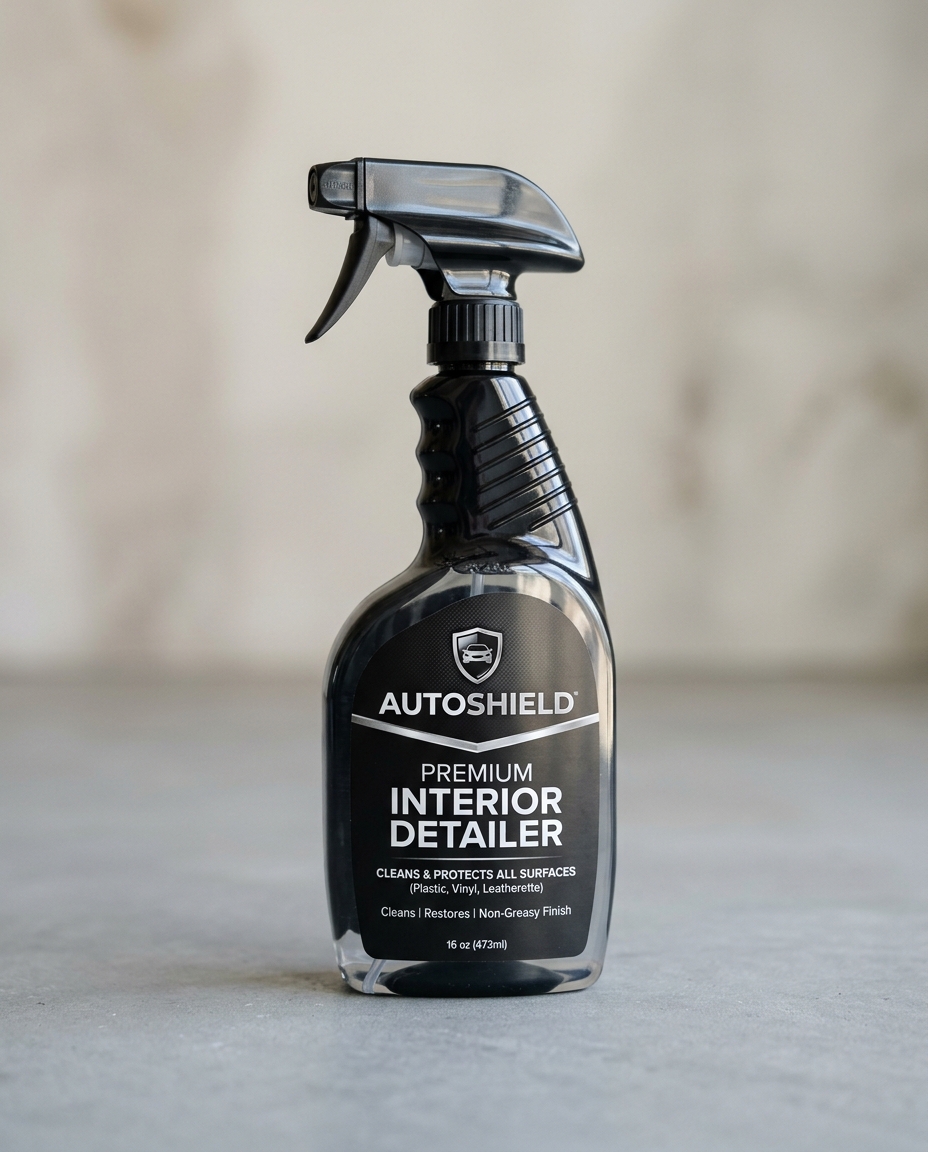 AUTOSHIELD™
PREMIUM
INTERIOR
DETAILER
CLEANS & PROTECTS ALL SURFACES
(Plastic, Vinyl, Leatherette)
Cleans | Restores | Non-Greasy Finish
16 oz (473ml)